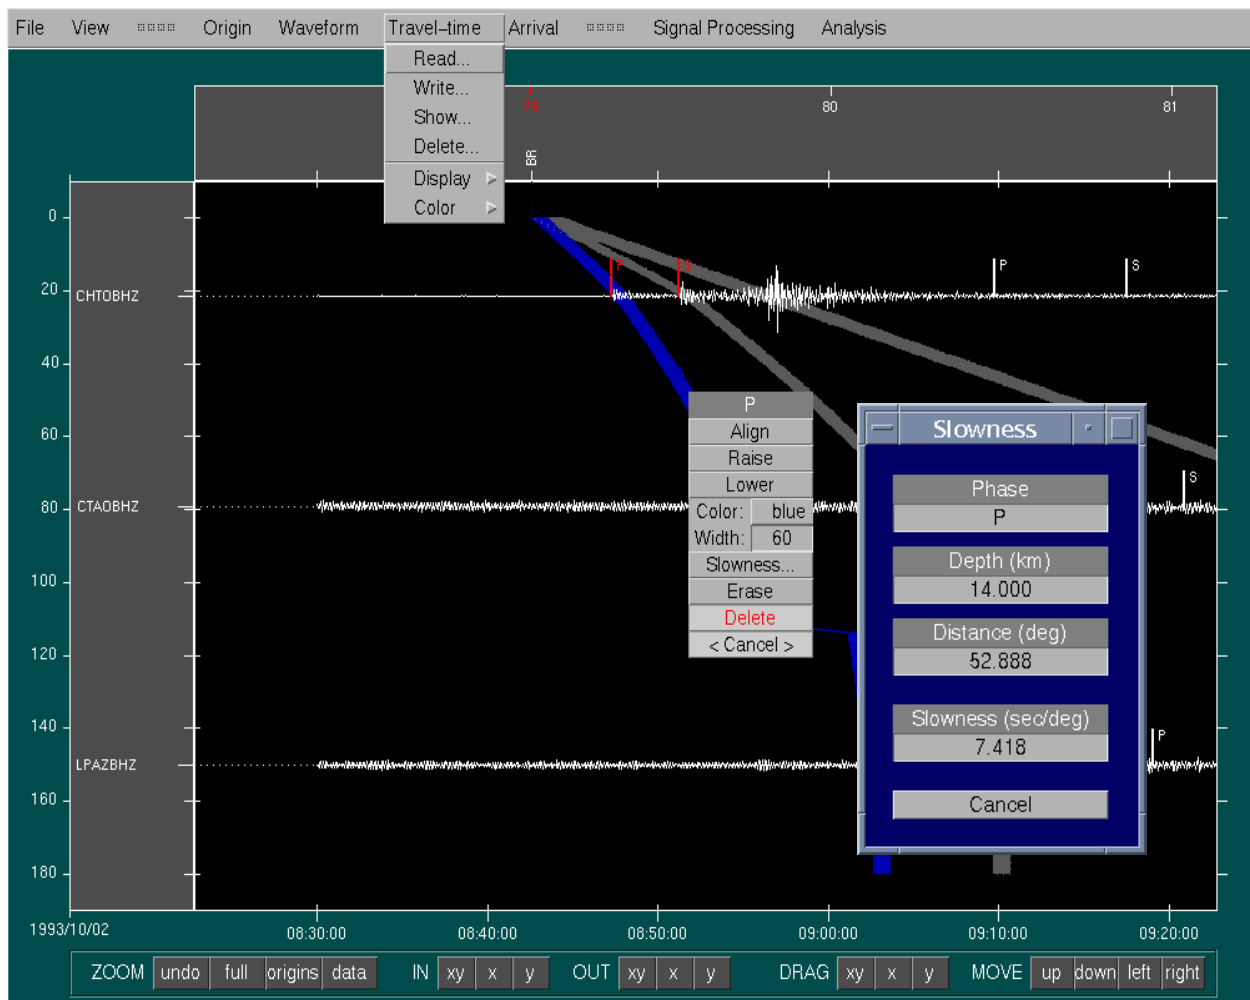 File View Origin Waveform Travel-time Arrival Signal Processing Analysis
Read...
Write...
Show...
Delete...
Display
Color
79 80 81
BR
0
20
40
60
80
100
120
140
160
180
CHTOBHZ
P S P S
CTAOBHZ
S
LPAZBHZ
P
P
Align
Raise
Lower
Color: blue
Width: 60
Slowness...
Erase
Delete
< Cancel >
Slowness
Phase
P
Depth (km)
14.000
Distance (deg)
52.888
Slowness (sec/deg)
7.418
Cancel
1993/10/02 08:30:00 08:40:00 08:50:00 09:00:00 09:10:00 09:20:00
ZOOM undo full origins data IN xy x y OUT xy x y DRAG xy x y MOVE up down left right